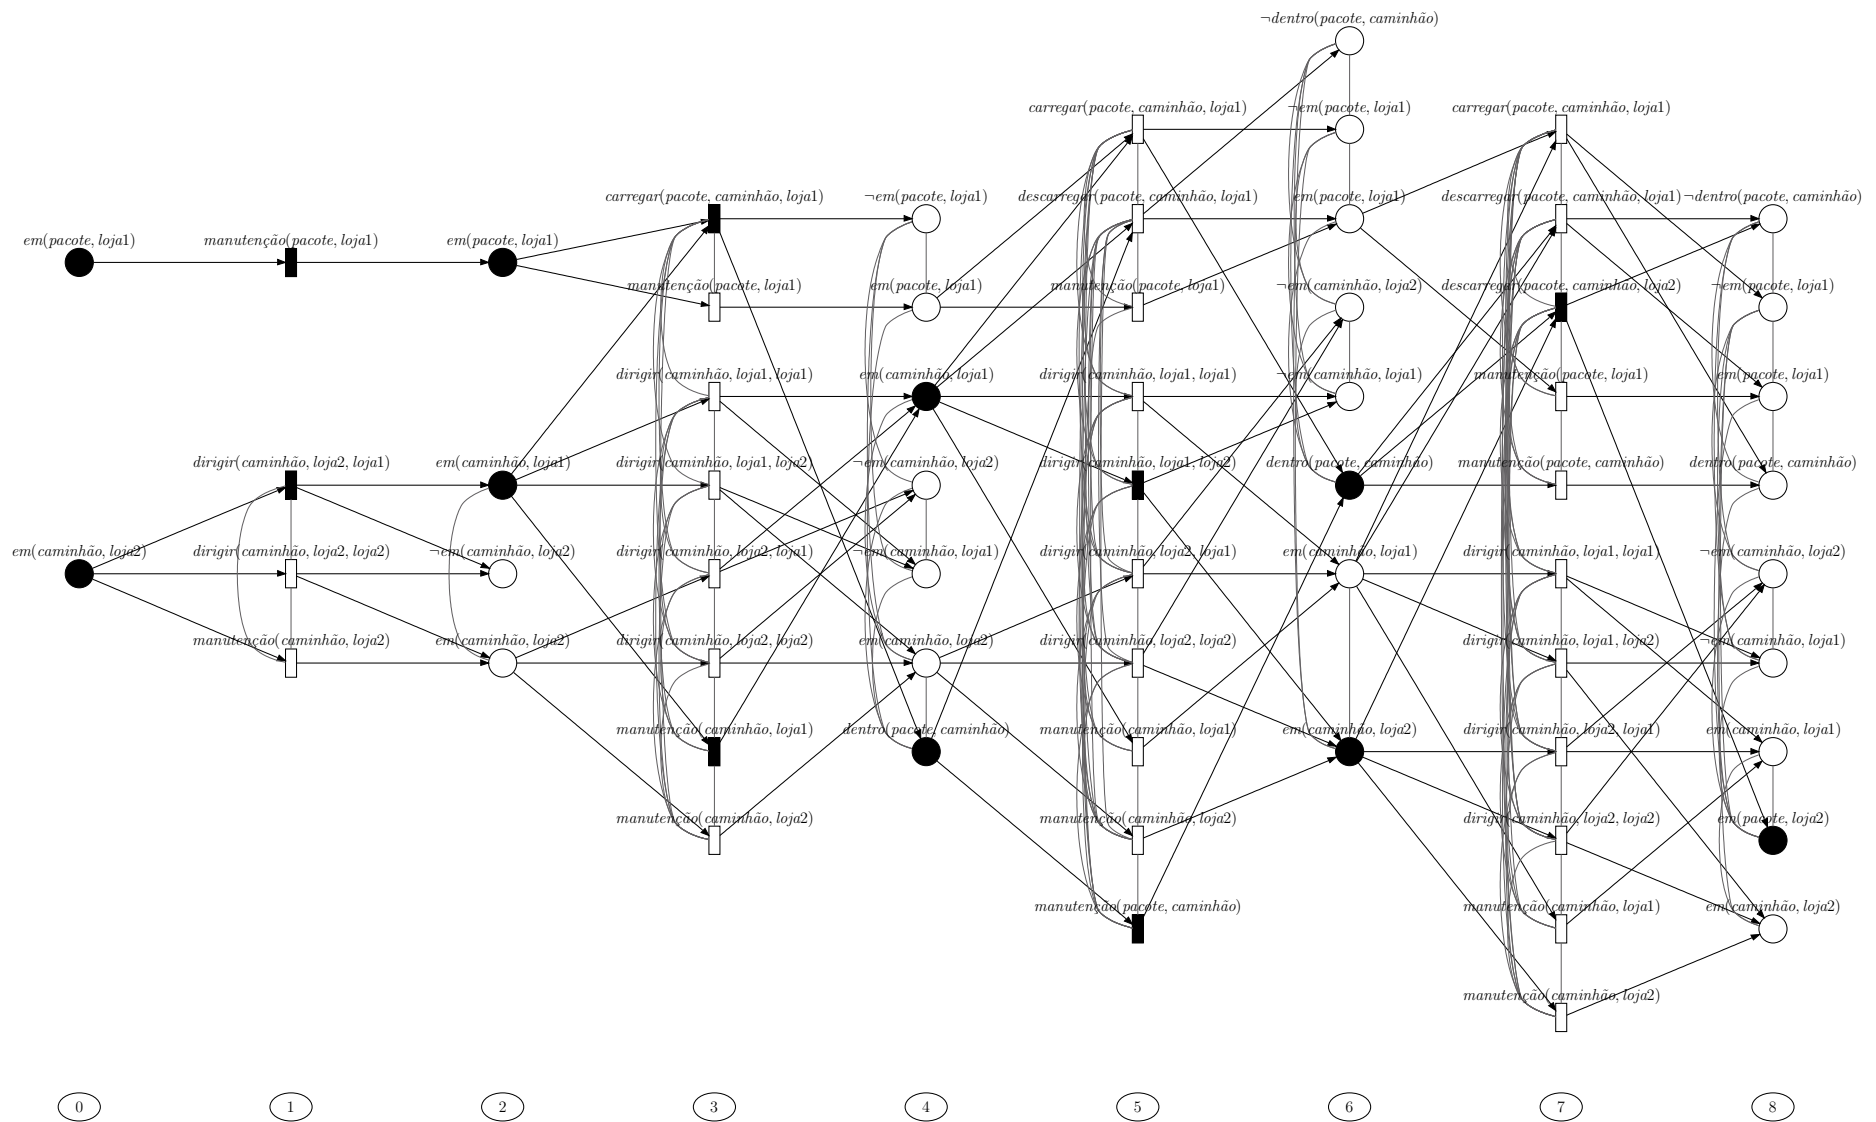 ¬dentro(pacote, caminhão)
carregar(pacote, caminhão, loja1)
¬em(pacote, loja1)
carregar(pacote, caminhão, loja1)
carregar(pacote, caminhão, loja1)
¬em(pacote, loja1)
descarregar(pacote, caminhão, loja1)
em(pacote, loja1)
descarregar(pacote, caminhão, loja1)
¬dentro(pacote, caminhão)
em(pacote, loja1)
manutenção(pacote, loja1)
em(pacote, loja1)
manutenção(pacote, loja1)
em(pacote, loja1)
manutenção(pacote, loja1)
¬em(caminhão, loja2)
descarregar(pacote, caminhão, loja2)
¬em(pacote, loja1)
dirigir(caminhão, loja1, loja1)
em(caminhão, loja1)
dirigir(caminhão, loja1, loja1)
¬em(caminhão, loja1)
manutenção(pacote, loja1)
em(pacote, loja1)
dirigir(caminhão, loja2, loja1)
em(caminhão, loja1)
dirigir(caminhão, loja1, loja2)
¬em(caminhão, loja2)
dirigir(caminhão, loja1, loja2)
dentro(pacote, caminhão)
manutenção(pacote, caminhão)
dentro(pacote, caminhão)
em(caminhão, loja2)
dirigir(caminhão, loja2, loja2)
¬em(caminhão, loja2)
dirigir(caminhão, loja2, loja1)
¬em(caminhão, loja1)
dirigir(caminhão, loja2, loja1)
em(caminhão, loja1)
dirigir(caminhão, loja1, loja1)
¬em(caminhão, loja2)
manutenção(caminhão, loja2)
em(caminhão, loja2)
dirigir(caminhão, loja2, loja2)
em(caminhão, loja2)
dirigir(caminhão, loja2, loja2)
dirigir(caminhão, loja1, loja2)
¬em(caminhão, loja1)
manutenção(caminhão, loja1)
dentro(pacote, caminhão)
manutenção(caminhão, loja1)
em(caminhão, loja2)
dirigir(caminhão, loja2, loja1)
em(caminhão, loja1)
manutenção(caminhão, loja2)
manutenção(caminhão, loja2)
dirigir(caminhão, loja2, loja2)
em(pacote, loja2)
manutenção(pacote, caminhão)
manutenção(caminhão, loja1)
em(caminhão, loja2)
manutenção(caminhão, loja2)
0 1 2 3 4 5 6 7 8